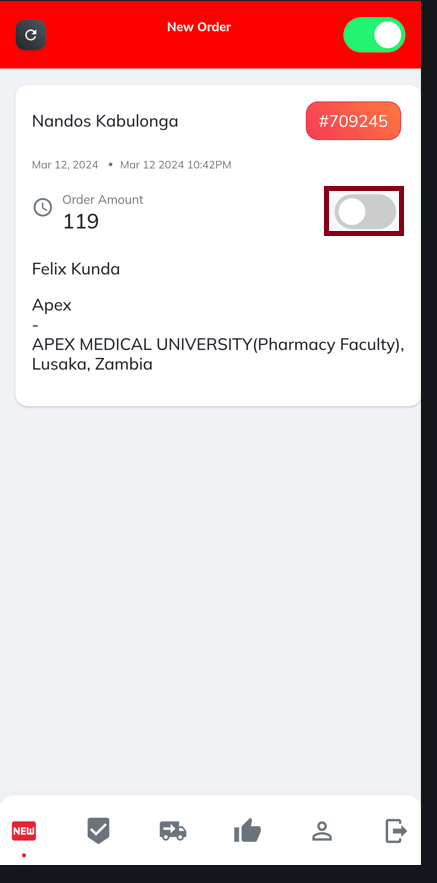 New Order
Nandos Kabulonga
#709245
Mar 12, 2024 • Mar 12 2024 10:42PM
Order Amount
119
Felix Kunda
Apex
-
APEX MEDICAL UNIVERSITY(Pharmacy Faculty),
Lusaka, Zambia
NEW